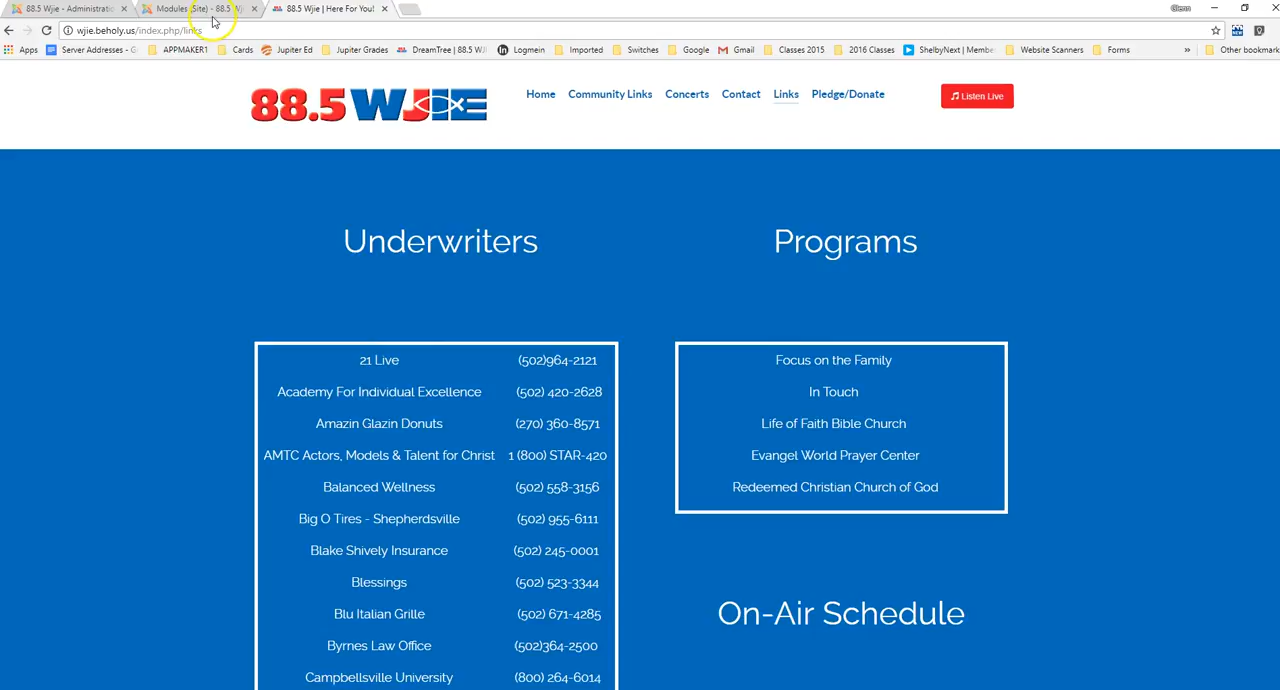 88.5 Wjie - Administratio
Modules (Site) - 88.5 Wji
88.5 Wjie | Here For You!
Glenn
wjie.beholy.us/index.php/links
Apps
Server Addresses - G
APPMAKER1
Cards
Jupiter Ed
Jupiter Grades
DreamTree | 88.5 WJI
Logmein
Imported
Switches
Google
Gmail
Classes 2015
2016 Classes
ShelbyNext | Membe
Website Scanners
Forms
»
Other bookmark
88.5 WJIE
Home
Community Links
Concerts
Contact
Links
Pledge/Donate
Listen Live
Underwriters
21 Live (502)964-2121
Academy For Individual Excellence (502) 420-2628
Amazin Glazin Donuts (270) 360-8571
AMTC Actors, Models & Talent for Christ 1 (800) STAR-420
Balanced Wellness (502) 558-3156
Big O Tires - Shepherdsville (502) 955-6111
Blake Shively Insurance (502) 245-0001
Blessings (502) 523-3344
Blu Italian Grille (502) 671-4285
Byrnes Law Office (502)364-2500
Campbellsville University (800) 264-6014
Programs
Focus on the Family
In Touch
Life of Faith Bible Church
Evangel World Prayer Center
Redeemed Christian Church of God
On-Air Schedule